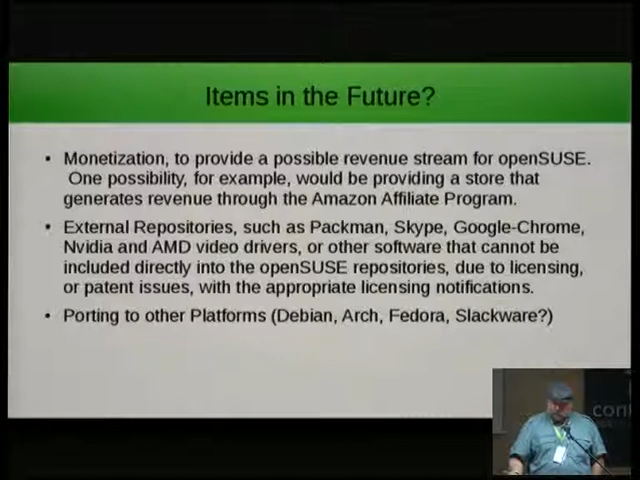 Items in the Future?
• Monetization, to provide a possible revenue stream for openSUSE.
One possibility, for example, would be providing a store that
generates revenue through the Amazon Affiliate Program.
• External Repositories, such as Packman, Skype, Google-Chrome,
Nvidia and AMD video drivers, or other software that cannot be
included directly into the openSUSE repositories, due to licensing,
or patent issues, with the appropriate licensing notifications.
• Porting to other Platforms (Debian, Arch, Fedora, Slackware?)
con